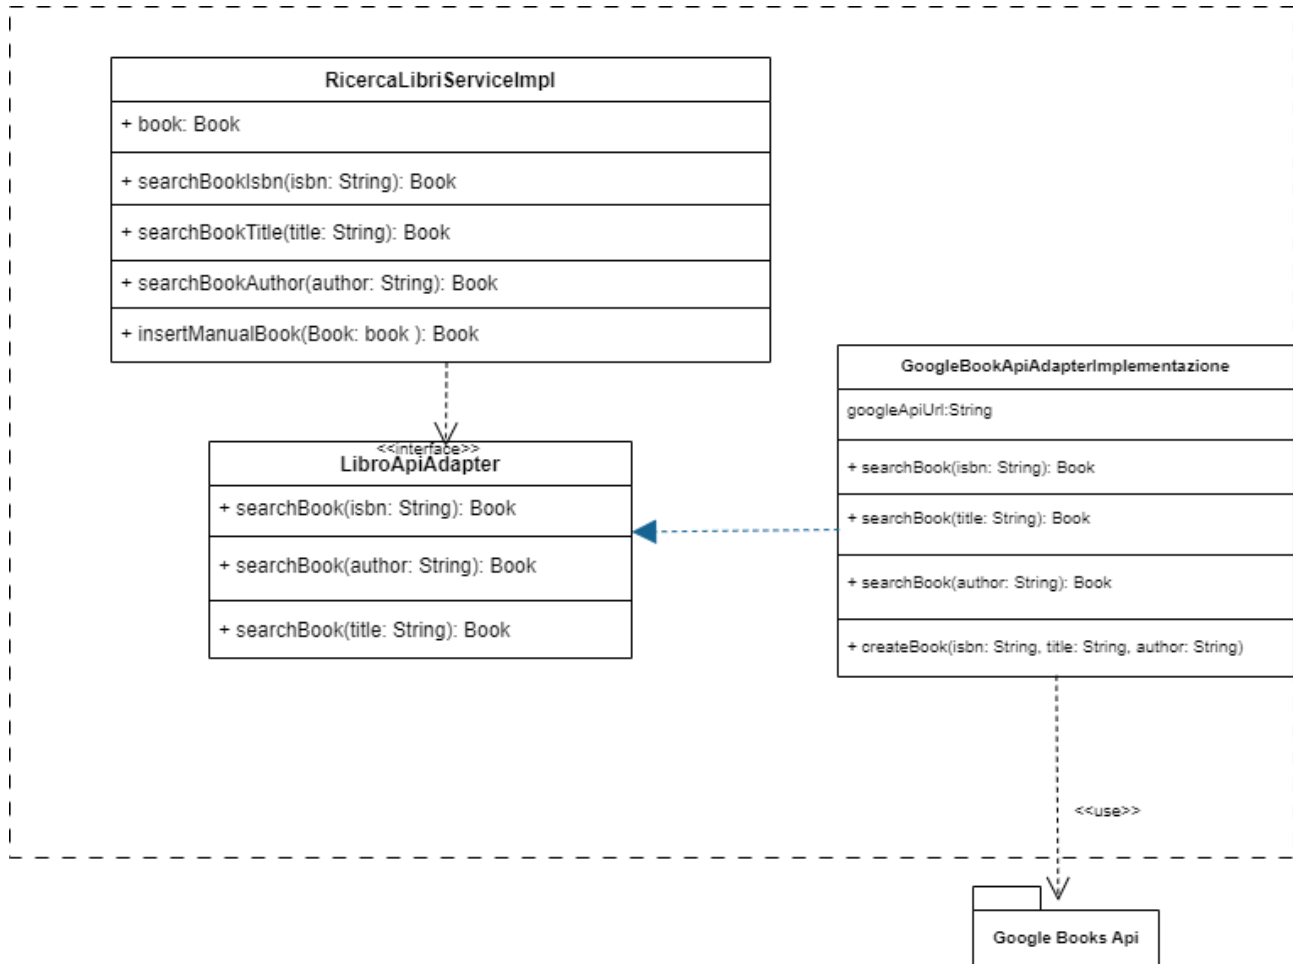 RicercaLibriServiceImpl
+ book: Book
+ searchBookIsbn(isbn: String): Book
+ searchBookTitle(title: String): Book
+ searchBookAuthor(author: String): Book
+ insertManualBook(Book: book ): Book
<<interface>>
LibroApiAdapter
+ searchBook(isbn: String): Book
+ searchBook(author: String): Book
+ searchBook(title: String): Book
GoogleBookApiAdapterImplementazione
googleApiUrl:String
+ searchBook(isbn: String): Book
+ searchBook(title: String): Book
+ searchBook(author: String): Book
+ createBook(isbn: String, title: String, author: String)
<<use>>
Google Books Api